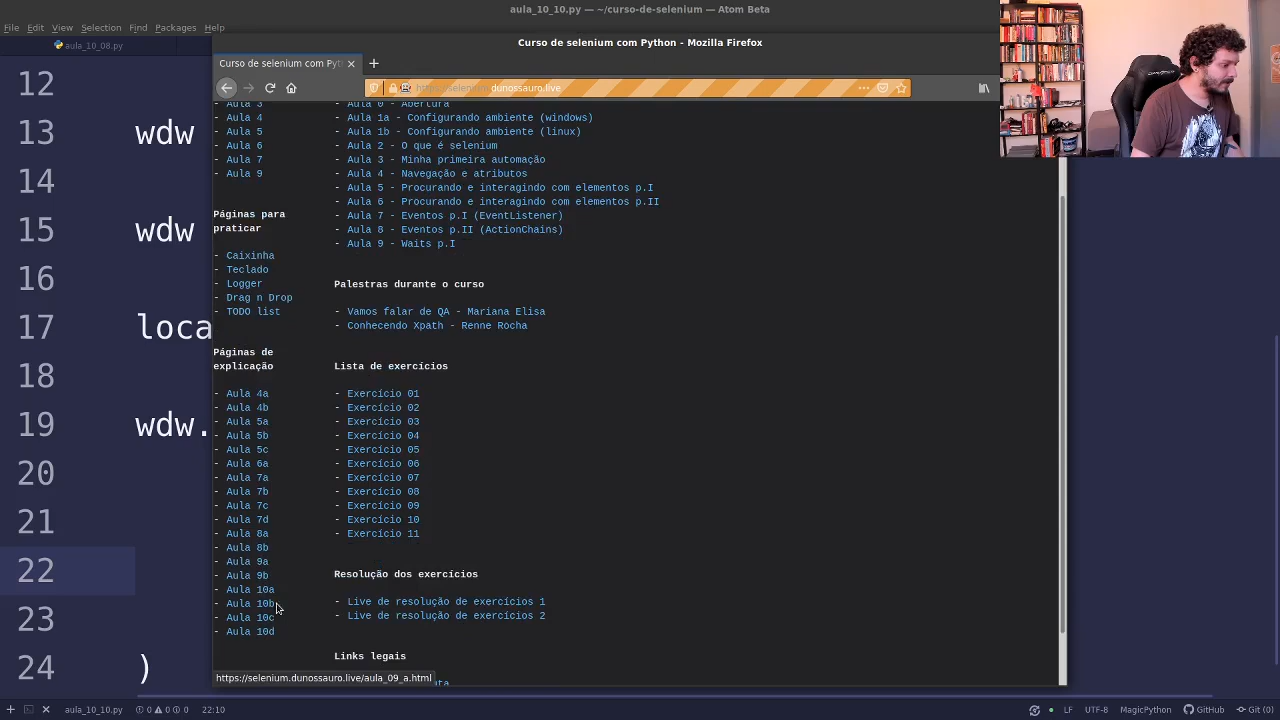 aula_10_10.py — ~/curso-de-selenium — Atom Beta
File Edit View Selection Find Packages Help
aula_10_08.py
Curso de selenium com Python - Mozilla Firefox
Curso de selenium com Pyt
https://selenium.dunossauro.live
12
13 wdw
14
15 wdw
16
17 loca
18
19 wdw.
20
21
22
23
24 )
- Aula 3
- Aula 4
- Aula 5
- Aula 6
- Aula 7
- Aula 9
Páginas para
praticar
- Caixinha
- Teclado
- Logger
- Drag n Drop
- TODO list
Páginas de
explicação
- Aula 4a
- Aula 4b
- Aula 5a
- Aula 5b
- Aula 5c
- Aula 6a
- Aula 7a
- Aula 7b
- Aula 7c
- Aula 7d
- Aula 8a
- Aula 8b
- Aula 9a
- Aula 9b
- Aula 10a
- Aula 10b
- Aula 10c
- Aula 10d
- Aula 0 - Abertura
- Aula 1a - Configurando ambiente (windows)
- Aula 1b - Configurando ambiente (linux)
- Aula 2 - O que é selenium
- Aula 3 - Minha primeira automação
- Aula 4 - Navegação e atributos
- Aula 5 - Procurando e interagindo com elementos p.I
- Aula 6 - Procurando e interagindo com elementos p.II
- Aula 7 - Eventos p.I (EventListener)
- Aula 8 - Eventos p.II (ActionChains)
- Aula 9 - Waits p.I
Palestras durante o curso
- Vamos falar de QA - Mariana Elisa
- Conhecendo Xpath - Renne Rocha
Lista de exercícios
- Exercício 01
- Exercício 02
- Exercício 03
- Exercício 04
- Exercício 05
- Exercício 06
- Exercício 07
- Exercício 08
- Exercício 09
- Exercício 10
- Exercício 11
Resolução dos exercícios
- Live de resolução de exercícios 1
- Live de resolução de exercícios 2
Links legais
https://selenium.dunossauro.live/aula_09_a.html
aula_10_10.py 0 0 0 22:10
LF UTF-8 MagicPython GitHub Git (0)